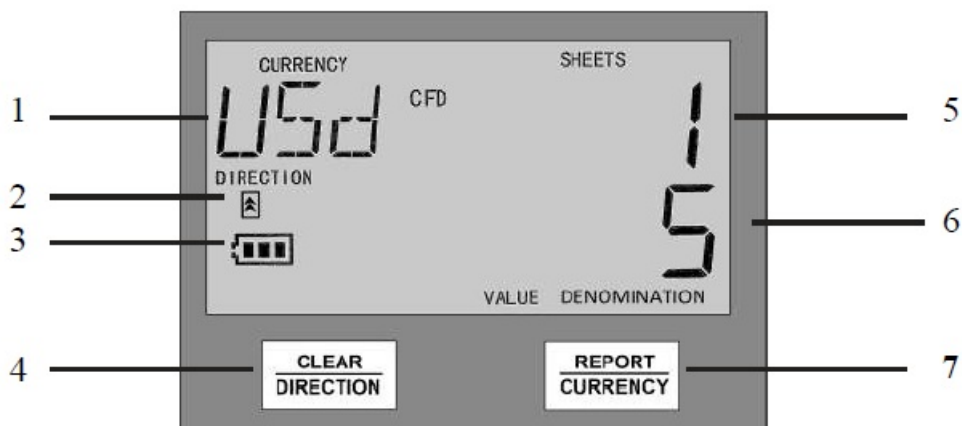 CURRENCY SHEETS
1 USd CFD 1 5
DIRECTION
2
3 5 6
VALUE DENOMINATION
4 CLEAR REPORT 7
DIRECTION CURRENCY